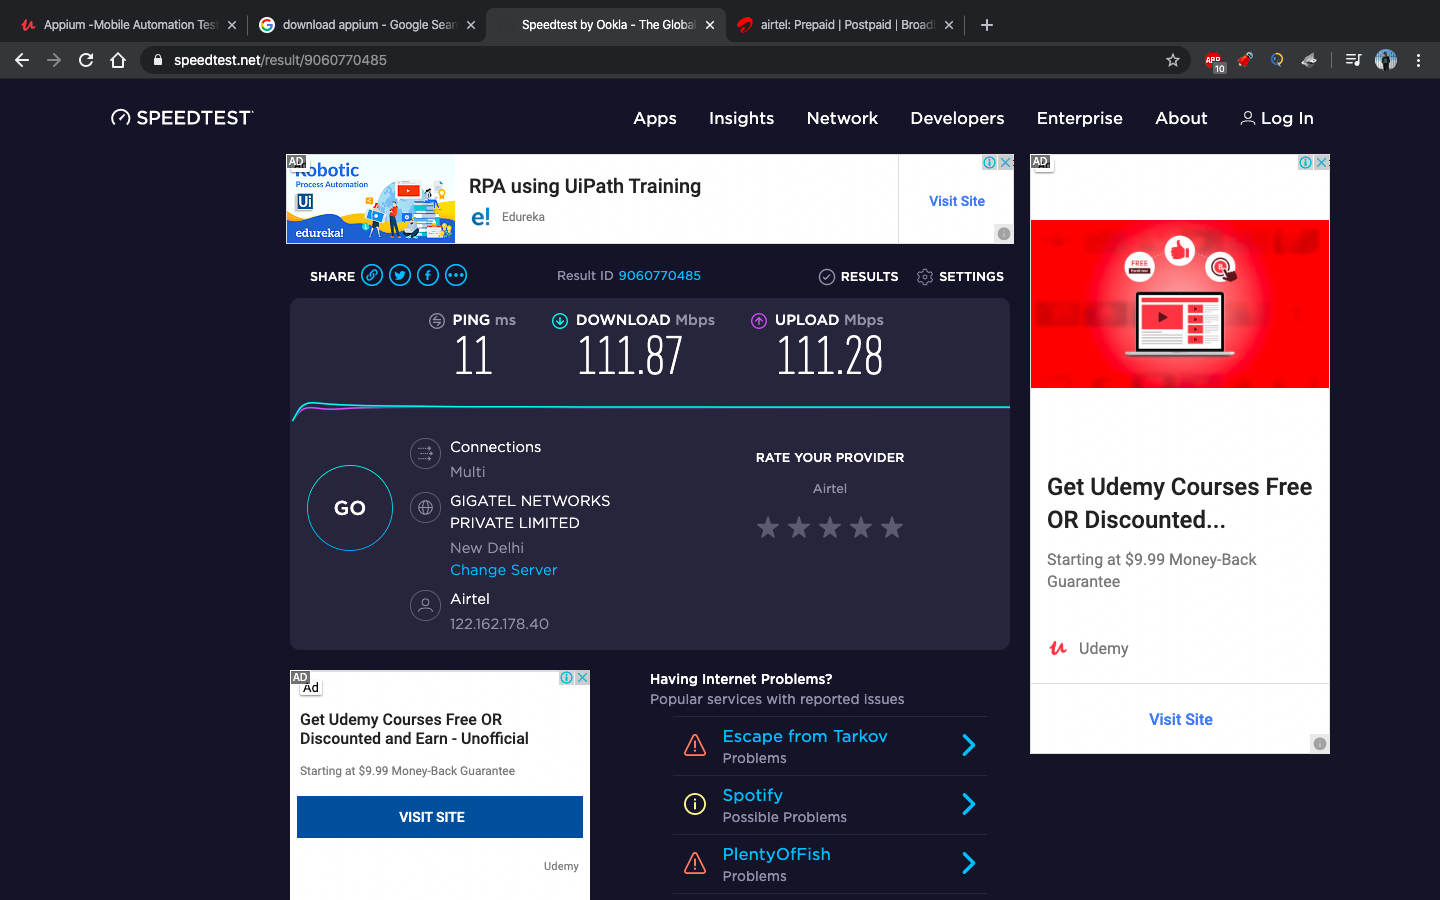 Appium -Mobile Automation Test
download appium - Google Sear
Speedtest by Ookla - The Global
airtel: Prepaid | Postpaid | Broad
speedtest.net/result/9060770485
ABP
10
SPEEDTEST
Apps
Insights
Network
Developers
Enterprise
About
Log In
AD
Robotic
Process Automation
Ui
edureka!
RPA using UiPath Training
e!
Edureka
Visit Site
SHARE
Result ID 9060770485
RESULTS
SETTINGS
PING ms
11
DOWNLOAD Mbps
111.87
UPLOAD Mbps
111.28
GO
Connections
Multi
GIGATEL NETWORKS
PRIVATE LIMITED
New Delhi
Change Server
Airtel
122.162.178.40
RATE YOUR PROVIDER
Airtel
AD
FREE
Get Udemy Courses Free
OR Discounted...
Starting at $9.99 Money-Back
Guarantee
Udemy
Visit Site
AD
Ad
Get Udemy Courses Free OR
Discounted and Earn - Unofficial
Starting at $9.99 Money-Back Guarantee
VISIT SITE
Udemy
Having Internet Problems?
Popular services with reported issues
Escape from Tarkov
Problems
Spotify
Possible Problems
PlentyOfFish
Problems